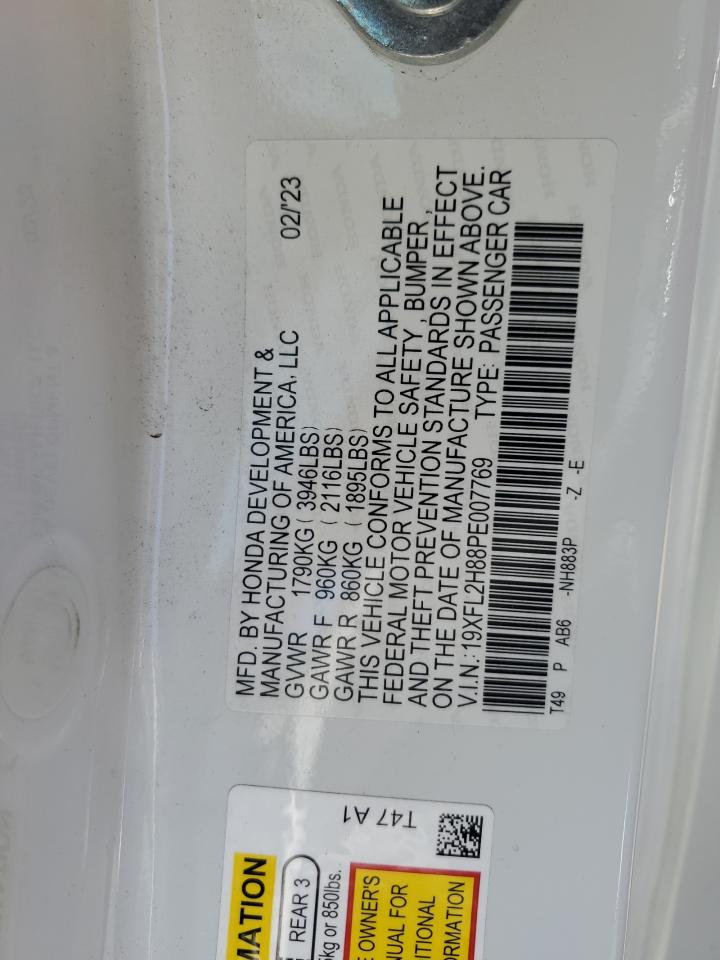 MFD. BY HONDA DEVELOPMENT &
MANUFACTURING OF AMERICA, LLC 02/'23
GVWR 1790KG (3946LBS)
GAWR F 960KG (2116LBS)
GAWR R 860KG (1895LBS)
THIS VEHICLE CONFORMS TO ALL APPLICABLE
FEDERAL MOTOR VEHICLE SAFETY , BUMPER ,
AND THEFT PREVENTION STANDARDS IN EFFECT
ON THE DATE OF MANUFACTURE SHOWN ABOVE.
V.I.N.:19XFL2H88PE007769 TYPE: PASSENGER CAR
T49 P AB6 -NH883P -Z -E
T47 A1
MATION
REAR 3
kg or 850lbs.
OWNER'S
FOR
ORMATION